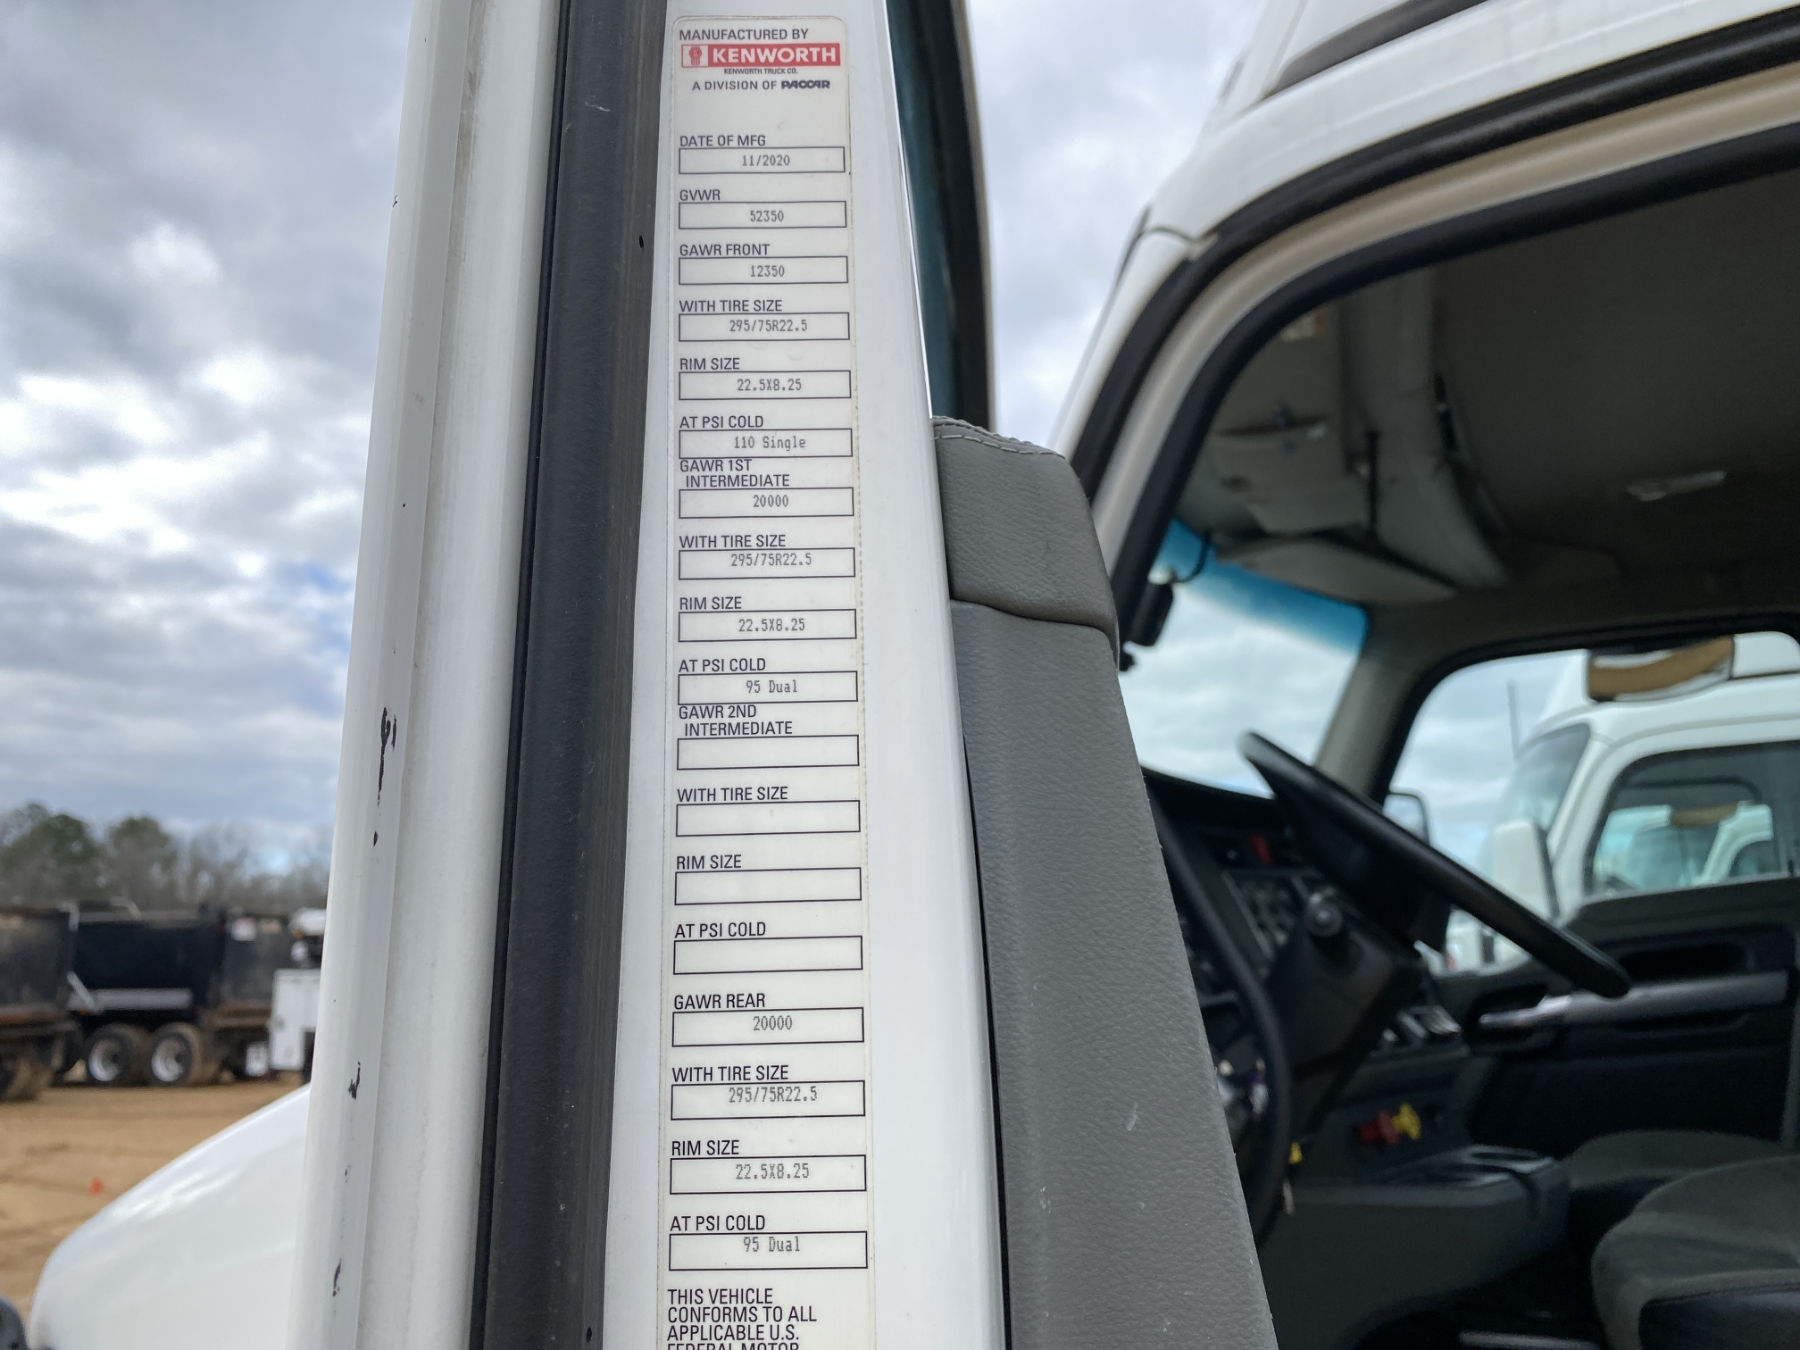 MANUFACTURED BY
KENWORTH
KENWORTH TRUCK CO.
A DIVISION OF PACCAR
DATE OF MFG
11/2020
GVWR
52350
GAWR FRONT
12350
WITH TIRE SIZE
295/75R22.5
RIM SIZE
22.5X8.25
AT PSI COLD
110 Single
GAWR 1ST
INTERMEDIATE
20000
WITH TIRE SIZE
295/75R22.5
RIM SIZE
22.5X8.25
AT PSI COLD
95 Dual
GAWR 2ND
INTERMEDIATE
WITH TIRE SIZE
RIM SIZE
AT PSI COLD
GAWR REAR
20000
WITH TIRE SIZE
295/75R22.5
RIM SIZE
22.5X8.25
AT PSI COLD
95 Dual
THIS VEHICLE
CONFORMS TO ALL
APPLICABLE U.S.
FEDERAL MOTOR